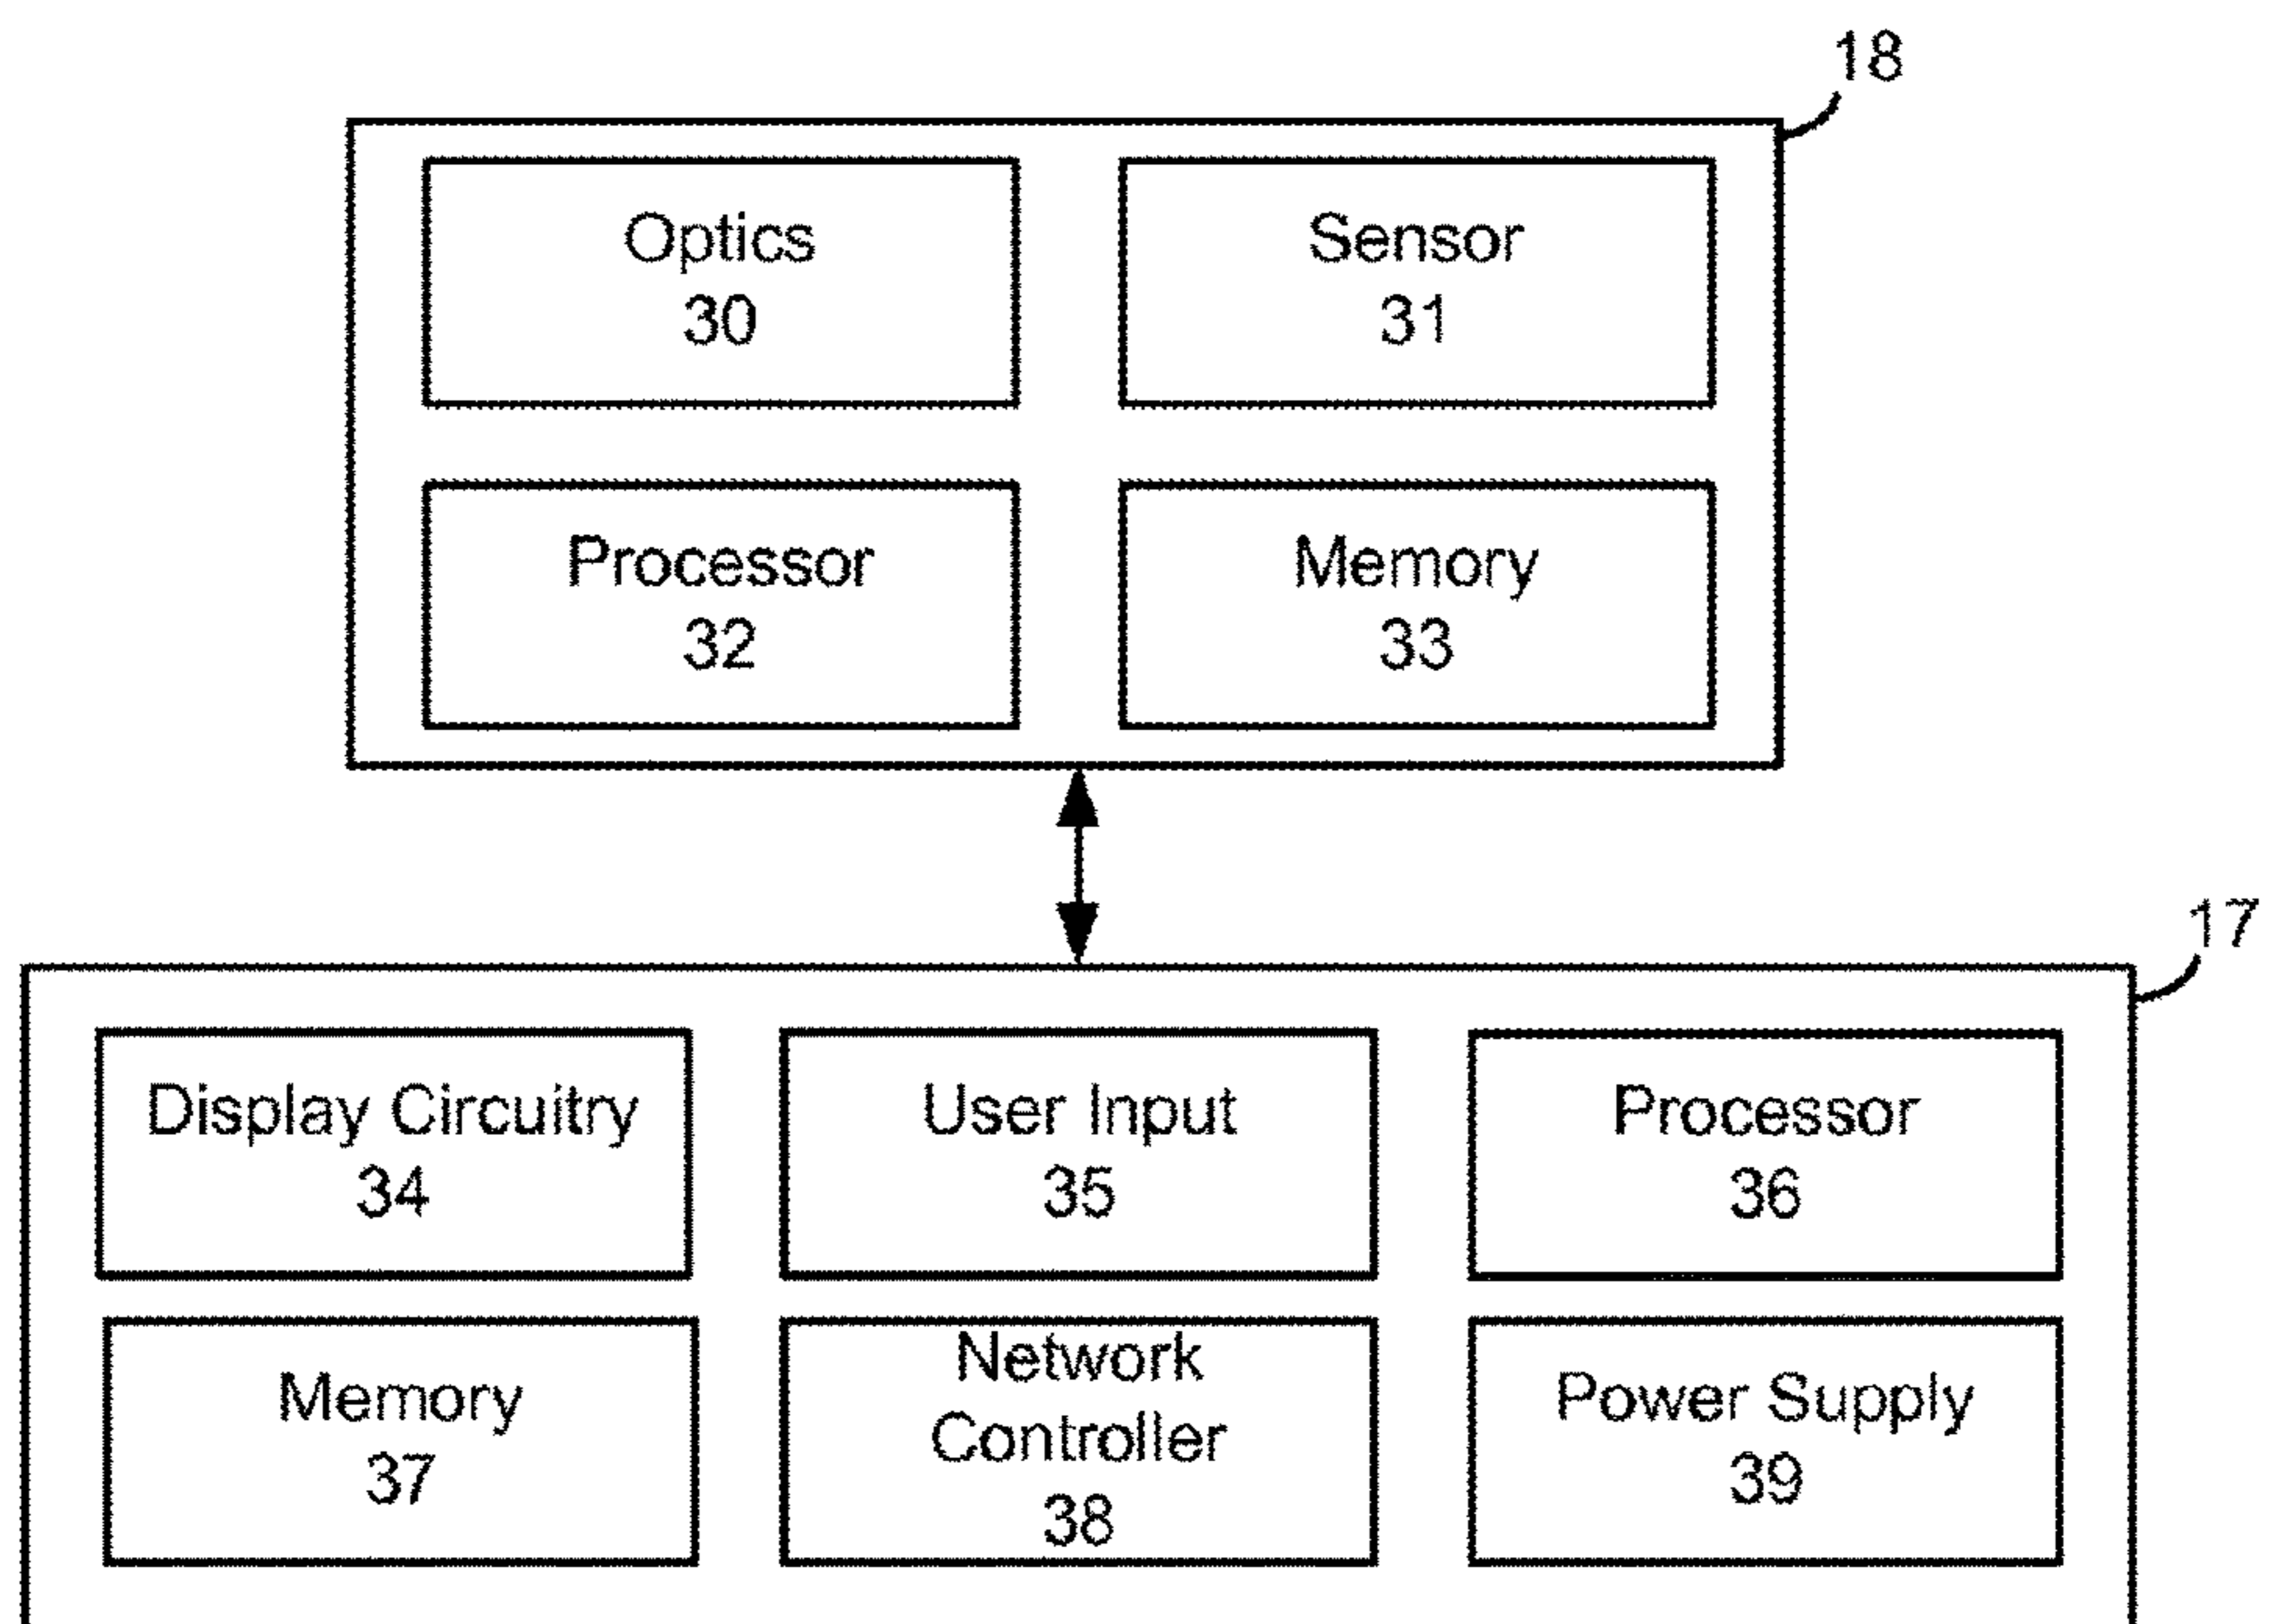 18
Optics
30
Sensor
31
Processor
32
Memory
33
17
Display Circuitry
34
User Input
35
Processor
36
Memory
37
Network
Controller
38
Power Supply
39